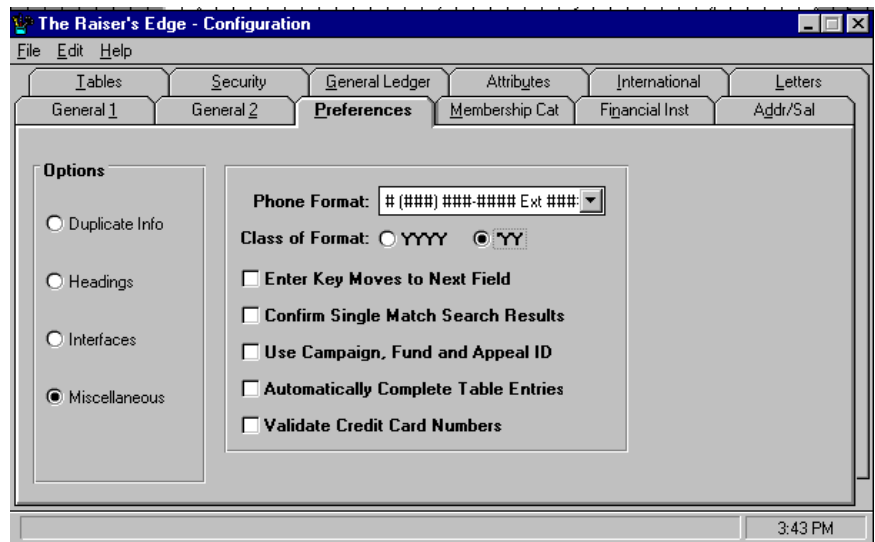 The Raiser's Edge - Configuration
File Edit Help
Tables Security General Ledger Attributes International Letters
General 1 General 2 Preferences Membership Cat Financial Inst Addr/Sal
Options
Duplicate Info
Headings
Interfaces
Miscellaneous
Phone Format: # (###) ###-#### Ext ###
Class of Format: YYYY 'YY
Enter Key Moves to Next Field
Confirm Single Match Search Results
Use Campaign, Fund and Appeal ID
Automatically Complete Table Entries
Validate Credit Card Numbers
3:43 PM